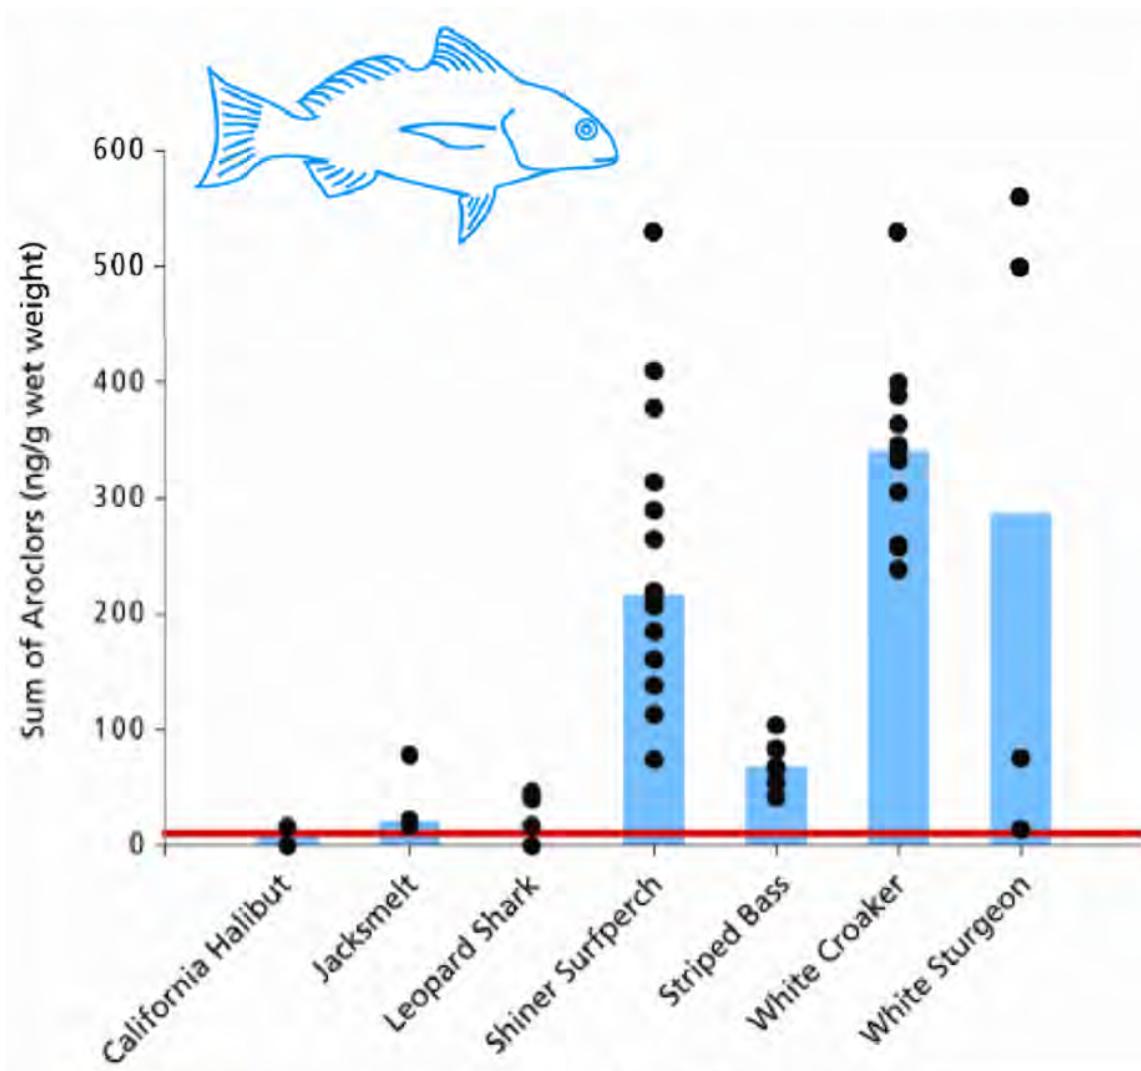 Sum of Aroclors (ng/g wet weight)
600
500
400
300
200
100
0
California Halibut
Jacksmelt
Leopard Shark
Shiner Surfperch
Striped Bass
White Croaker
White Sturgeon